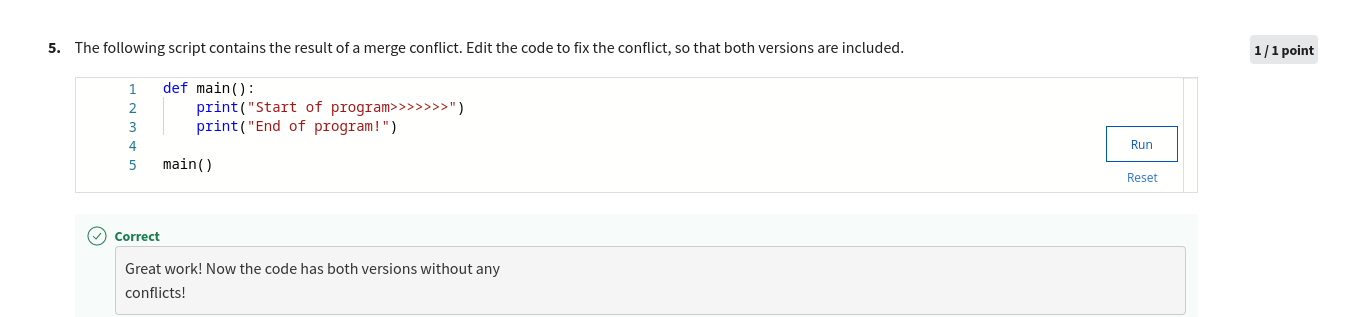 5. The following script contains the result of a merge conflict. Edit the code to fix the conflict, so that both versions are included.
1 / 1 point
1 def main():
2     print("Start of program>>>>>>>")
3     print("End of program!")
4
5 main()
Run
Reset
Correct
Great work! Now the code has both versions without any
conflicts!